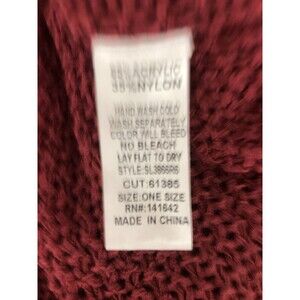 ACRYLIC
35% NYLON
HAND WASH COLD
WASH SEPARATELY
COLOR WILL BLEED
NO BLEACH
LAY FLAT TO DRY
STYLE:SL3866R6
CUT:61385
SIZE:ONE SIZE
RN#:141642
MADE IN CHINA